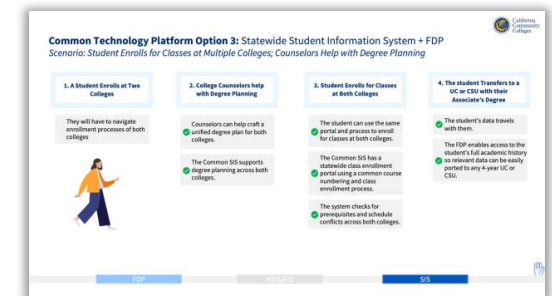 California
Community
Colleges
Common Technology Platform Option 3: Statewide Student Information System + FDP
Scenario: Student Enrolls for Classes at Multiple Colleges; Counselors Help with Degree Planning
1. A Student Enrolls at Two
Colleges
They will have to navigate
enrollment processes of both
colleges
2. College Counselors help
with Degree Planning
Counselors can help craft a
unified degree plan for both
colleges.
The Common SIS supports
degree planning across both
colleges.
3. Student Enrolls for Classes
at Both Colleges
The student can use the same
portal and process to enroll
for classes at both colleges.
The Common SIS has a
statewide class enrollment
portal using a common course
numbering and class
enrollment process.
The system checks for
prerequisites and schedule
conflicts across both colleges.
4. The student Transfers to a
UC or CSU with their
Associate's Degree
The student's data travels
with them.
The FDP enables access to the
student's full academic history
so relevant data can be easily
ported to any 4-year UC or
CSU.
FDP
SIS